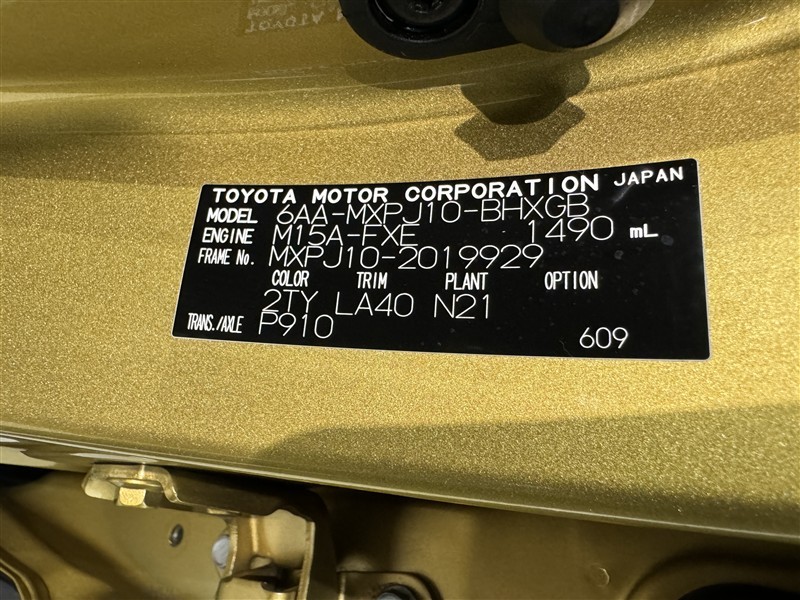 TOYOTA MOTOR CORPORATION JAPAN
MODEL 6AA-MXPJ10-BHXGB
ENGINE M15A-FXE 1490 mL
FRAME No. MXPJ10-2019929
COLOR TRIM PLANT OPTION
2TY LA40 N21
TRANS./AXLE P910
609